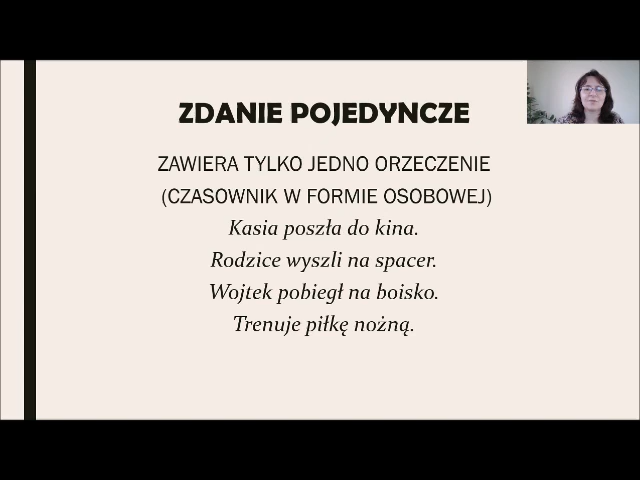 ZDANIE POJEDYNCZE
ZAWIERA TYLKO JEDNO ORZECZENIE
(CZASOWNIK W FORMIE OSOBOWEJ)
Kasia poszła do kina.
Rodzice wyszli na spacer.
Wojtek pobiegł na boisko.
Trenuje piłkę nożną.